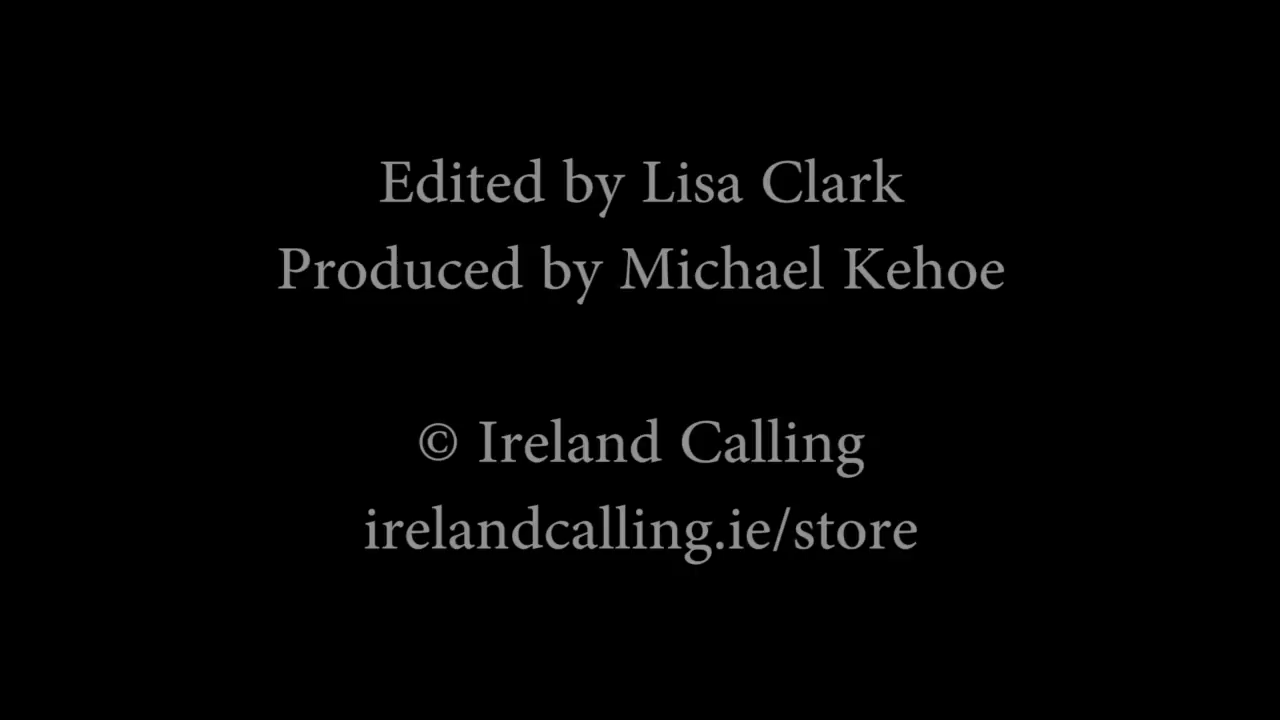 Edited by Lisa Clark
Produced by Michael Kehoe
© Ireland Calling
irelandcalling.ie/store